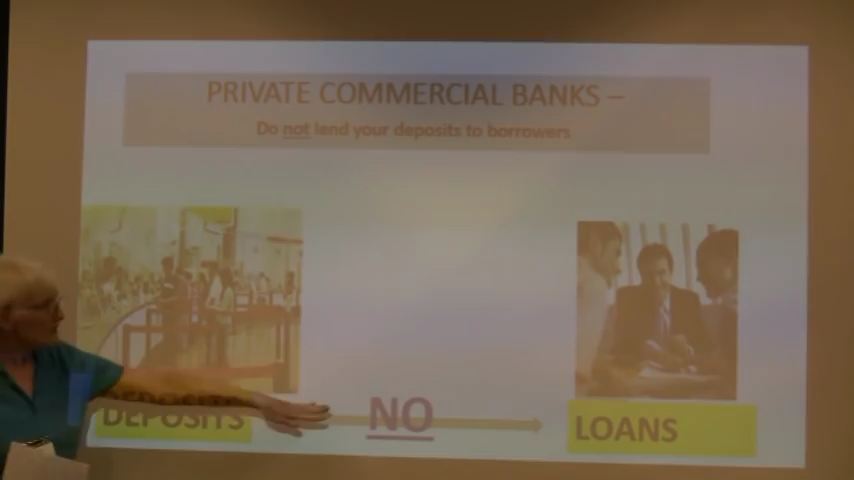 PRIVATE COMMERCIAL BANKS –
Do not lend your deposits to borrowers
DEPOSITS
NO
LOANS